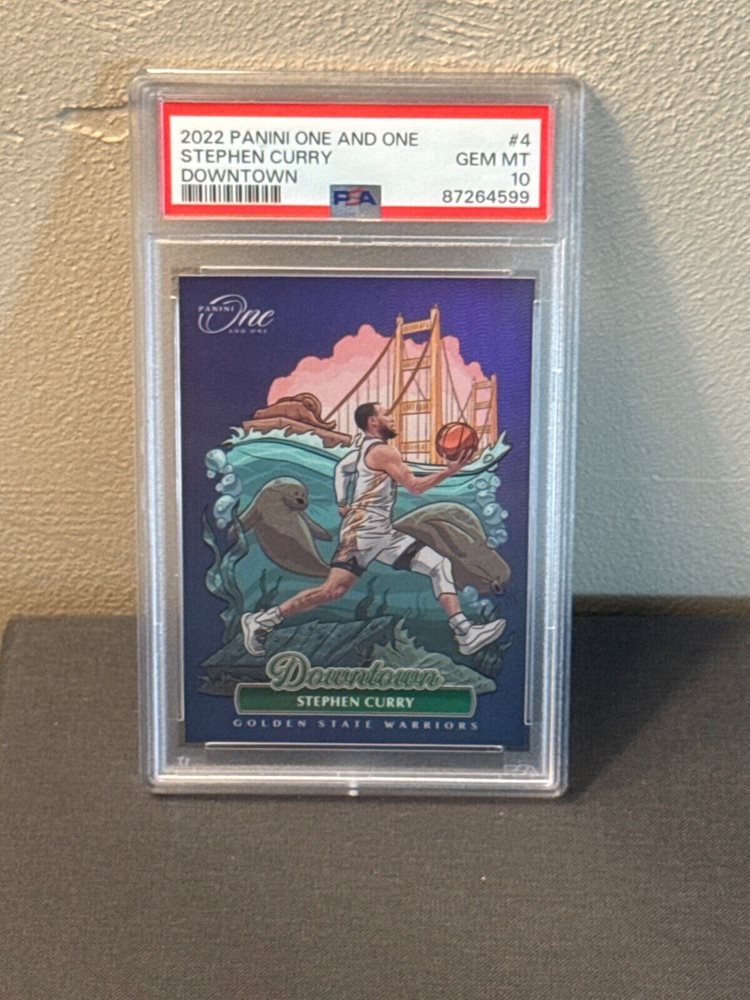 2022 PANINI ONE AND ONE #4
STEPHEN CURRY GEM MT
DOWNTOWN 10
PSA 87264599
PANINI
One
AND ONE
Downtown
STEPHEN CURRY
GOLDEN STATE WARRIORS